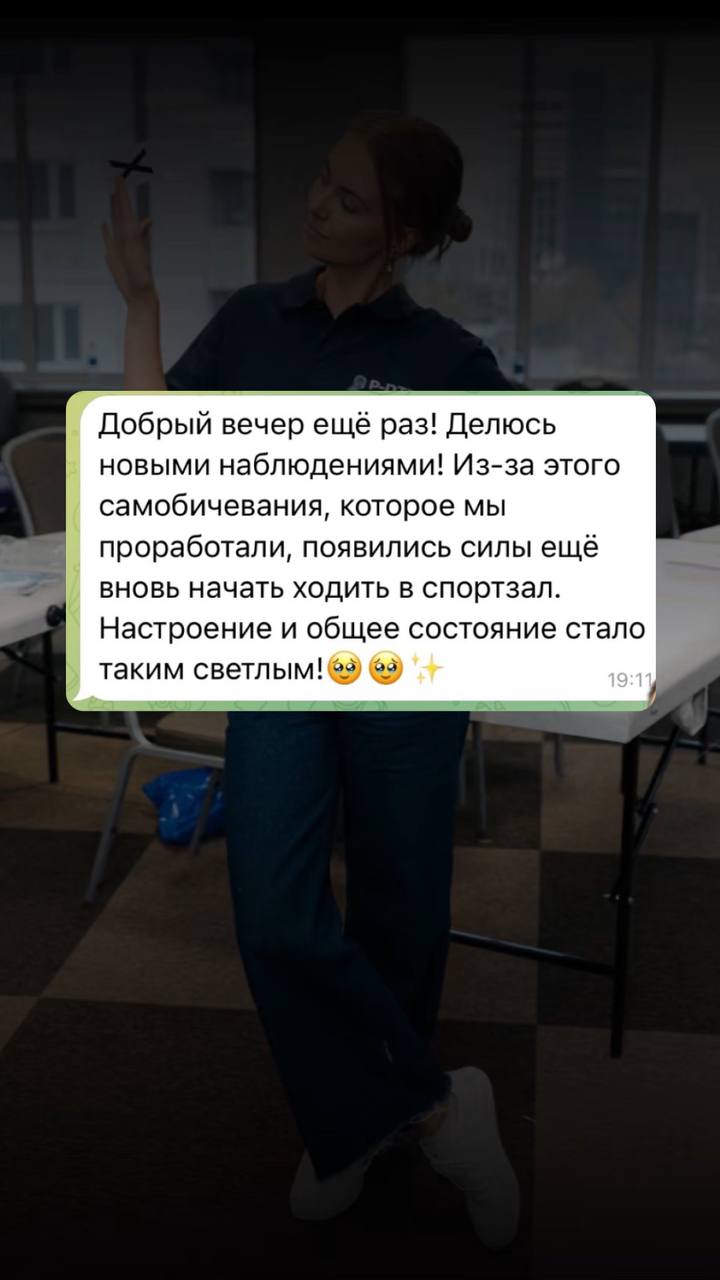 Добрый вечер ещё раз! Делюсь
новыми наблюдениями! Из-за этого
самобичевания, которое мы
проработали, появились силы ещё
вновь начать ходить в спортзал.
Настроение и общее состояние стало
таким светлым!🥹🥹✨
19:11